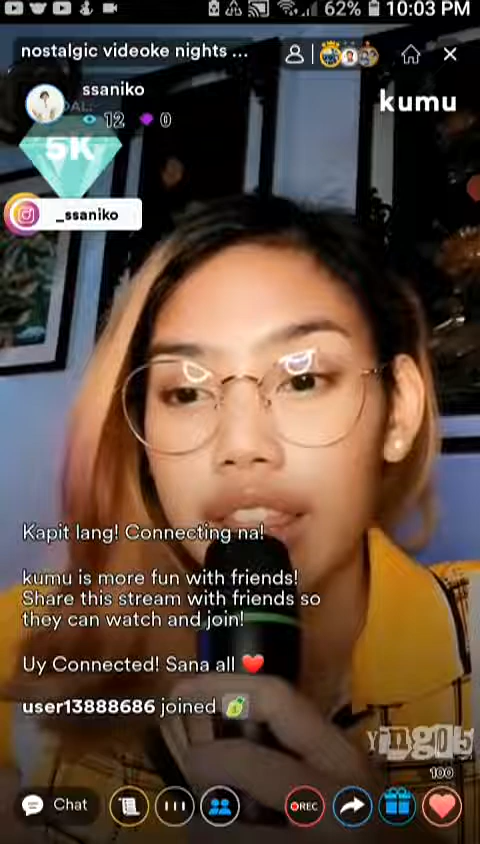 62% 10:03 PM
nostalgic videoke nights ...
ssaniko
12 0
kumu
5K
_ssaniko
Kapit lang! Connecting na!
kumu is more fun with friends!
Share this stream with friends so
they can watch and join!
Uy Connected! Sana all ❤️
user13888686 joined
Yingo5
100
Chat
REC